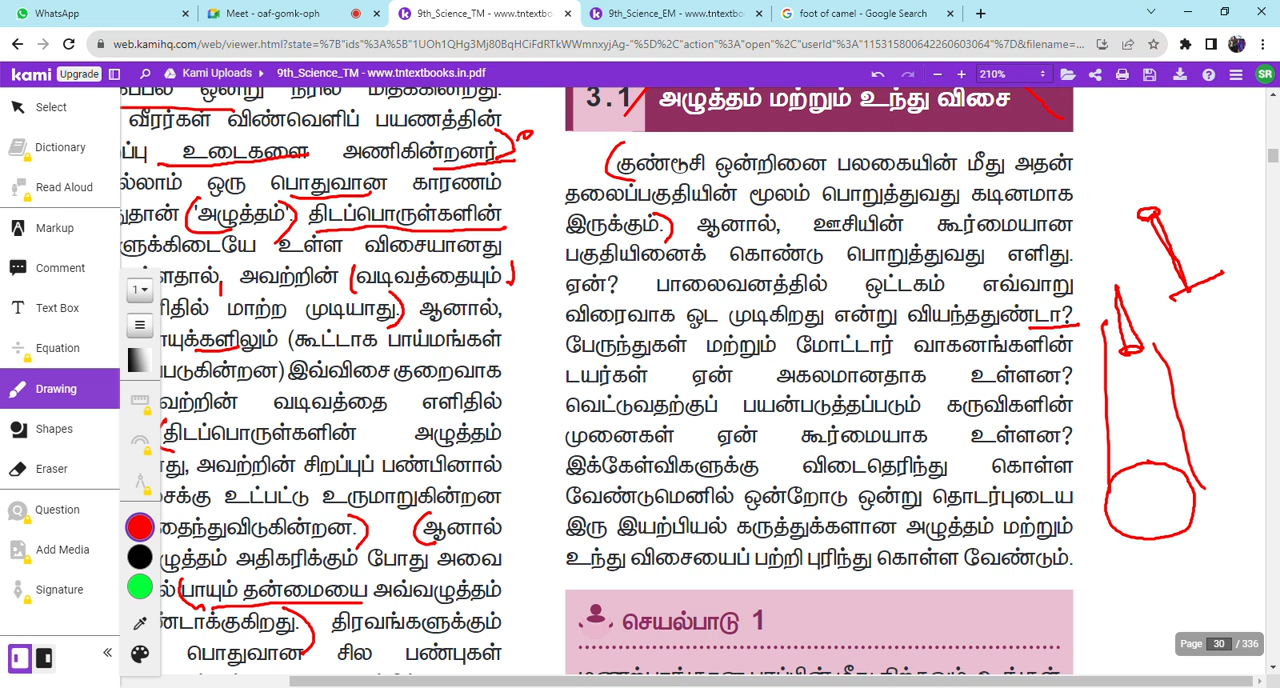 WhatsApp
Meet - oaf-gomk-oph
9th_Science_TM - www.tntextbo
9th_Science_EM - www.tntextboo
foot of camel - Google Search
web.kamihq.com/web/viewer.html?state=%7B"ids"%3A%5B"1UOh1QHg3Mj80BqHCiFdRTkWWmnxyjAg-"%5D%2C"action"%3A"open"%2C"userId"%3A"115315800642260603064"%7D&filename=...
kami Upgrade Kami Uploads 9th_Science_TM - www.tntextbooks.in.pdf 210% SR
Select
Dictionary
Read Aloud
Markup
Comment
Text Box
Equation
Drawing
Shapes
Eraser
Question
Add Media
Signature
1
ஒன்று நீரில் மிதக்கின்றது.
வீரர்கள் விண்வெளிப் பயணத்தின்
உடைகளை அணிகின்றனர்.
ஒரு பொதுவான காரணம்
'அழுத்தம்'. திடப்பொருள்களின்
உள்ள விசையானது
அவற்றின் வடிவத்தையும்
மாற்ற முடியாது. ஆனால்,
(கூட்டாக பாய்மங்கள்
இவ்விசை குறைவாக
வடிவத்தை எளிதில்
திடப்பொருள்களின் அழுத்தம்
அவற்றின் சிறப்புப் பண்பினால்
உட்பட்டு உருமாறுகின்றன
ஆனால்
அதிகரிக்கும் போது அவை
பாயும் தன்மையை அவ்வழுத்தம்
திரவங்களுக்கும்
பொதுவான சில பண்புகள்
3.1 அழுத்தம் மற்றும் உந்து விசை
குண்டூசி ஒன்றினை பலகையின் மீது அதன்
தலைப்பகுதியின் மூலம் பொறுத்துவது கடினமாக
இருக்கும். ஆனால், ஊசியின் கூர்மையான
பகுதியினைக் கொண்டு பொறுத்துவது எளிது.
ஏன்? பாலைவனத்தில் ஒட்டகம் எவ்வாறு
விரைவாக ஓட முடிகிறது என்று வியந்ததுண்டா?
பேருந்துகள் மற்றும் மோட்டார் வாகனங்களின்
டயர்கள் ஏன் அகலமானதாக உள்ளன?
வெட்டுவதற்குப் பயன்படுத்தப்படும் கருவிகளின்
முனைகள் ஏன் கூர்மையாக உள்ளன?
இக்கேள்விகளுக்கு விடைதெரிந்து கொள்ள
வேண்டுமெனில் ஒன்றோடு ஒன்று தொடர்புடைய
இரு இயற்பியல் கருத்துக்களான அழுத்தம் மற்றும்
உந்து விசையைப் பற்றி புரிந்து கொள்ள வேண்டும்.
செயல்பாடு 1
Page 30 / 336